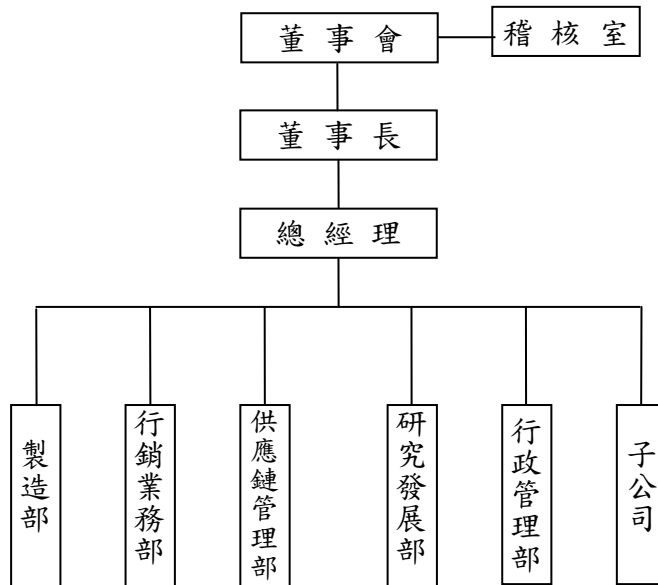 董事會
稽核室
董事長
總經理
製造部
行銷業務部
供應鏈管理部
研究發展部
行政管理部
子公司